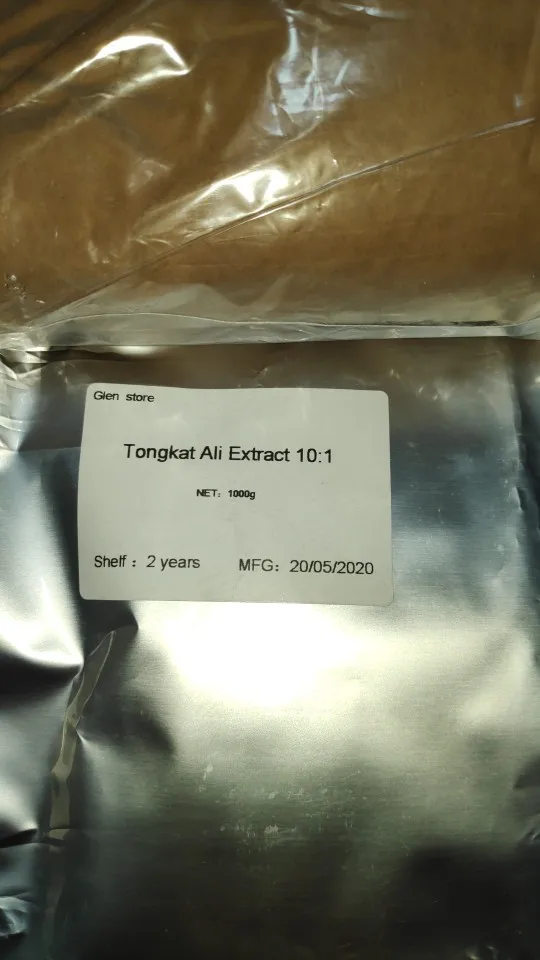 Glen store
Tongkat Ali Extract 10:1
NET: 1000g
Shelf : 2 years MFG: 20/05/2020